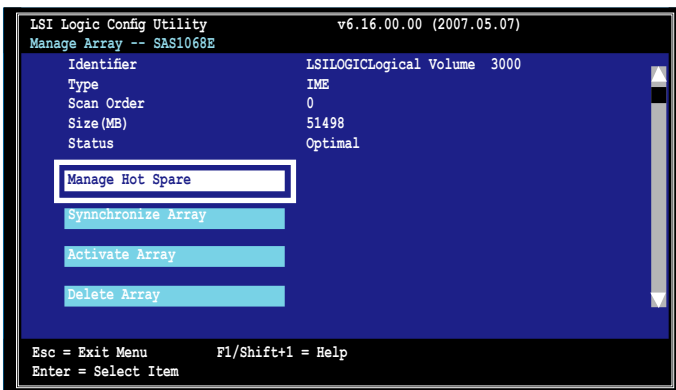 LSI Logic Config Utility v6.16.00.00 (2007.05.07)
Manage Array -- SAS1068E
Identifier LSILOGICLogical Volume 3000
Type IME
Scan Order 0
Size(MB) 51498
Status Optimal
Manage Hot Spare
Synnchronize Array
Activate Array
Delete Array
Esc = Exit Menu F1/Shift+1 = Help
Enter = Select Item